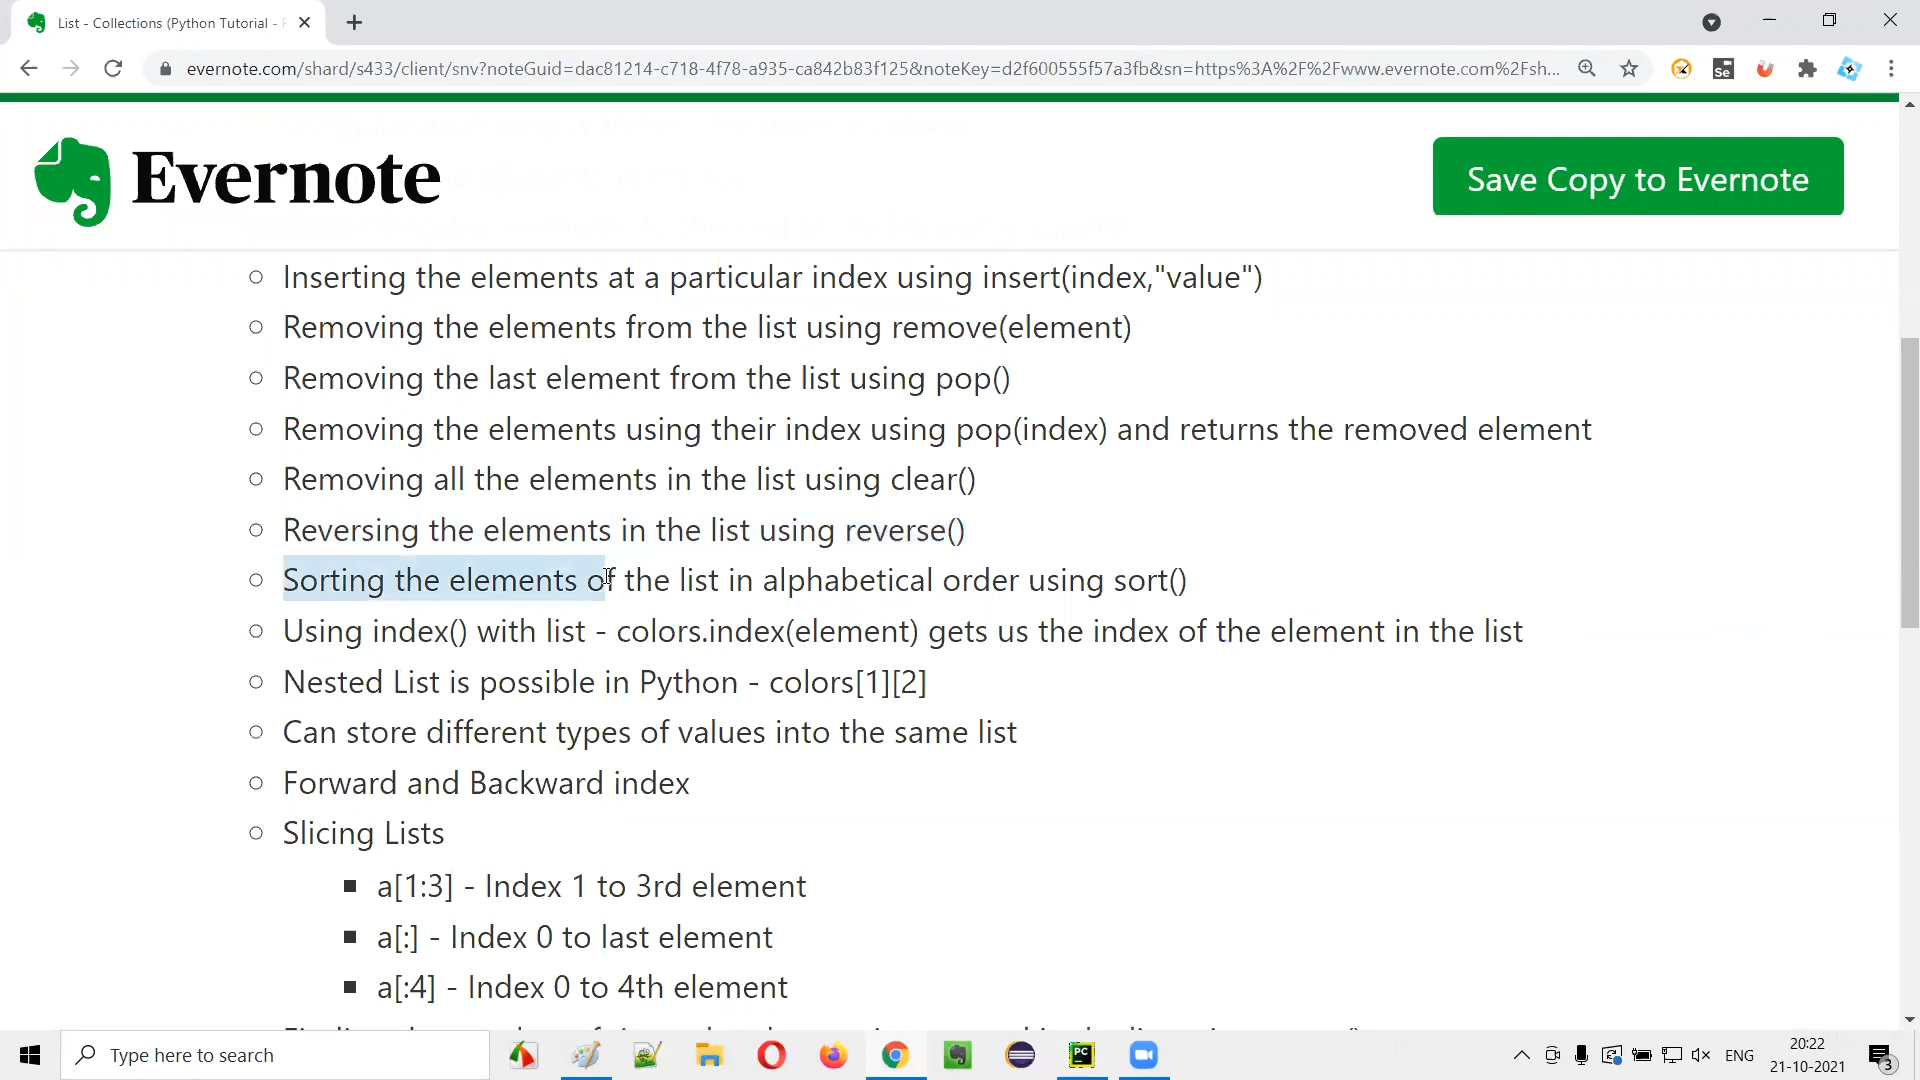 List - Collections (Python Tutorial -
evernote.com/shard/s433/client/snv?noteGuid=dac81214-c718-4f78-a935-ca842b83f125&noteKey=d2f600555f57a3fb&sn=https%3A%2F%2Fwww.evernote.com%2Fsh...
Se
Evernote
Save Copy to Evernote
Inserting the elements at a particular index using insert(index,"value")
Removing the elements from the list using remove(element)
Removing the last element from the list using pop()
Removing the elements using their index using pop(index) and returns the removed element
Removing all the elements in the list using clear()
Reversing the elements in the list using reverse()
Sorting the elements of the list in alphabetical order using sort()
Using index() with list - colors.index(element) gets us the index of the element in the list
Nested List is possible in Python - colors[1][2]
Can store different types of values into the same list
Forward and Backward index
Slicing Lists
a[1:3] - Index 1 to 3rd element
a[:] - Index 0 to last element
a[:4] - Index 0 to 4th element
Type here to search
PC
ENG
20:22
21-10-2021
3